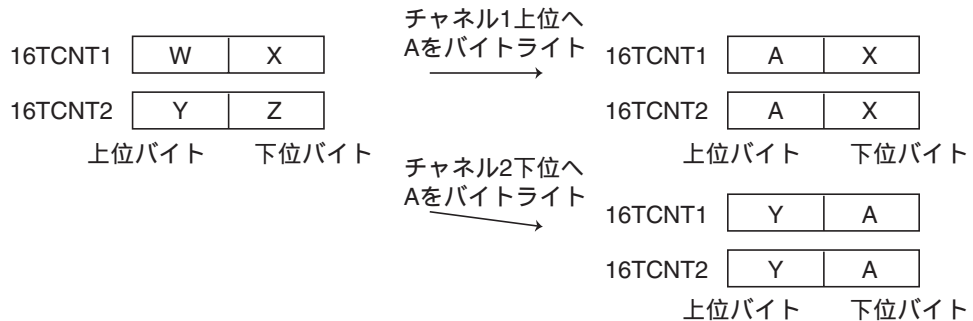 16TCNT1 W X
16TCNT2 Y Z
上位バイト 下位バイト
チャネル1上位へ
Aをバイトライト
16TCNT1 A X
16TCNT2 A X
上位バイト 下位バイト
チャネル2下位へ
Aをバイトライト
16TCNT1 Y A
16TCNT2 Y A
上位バイト 下位バイト